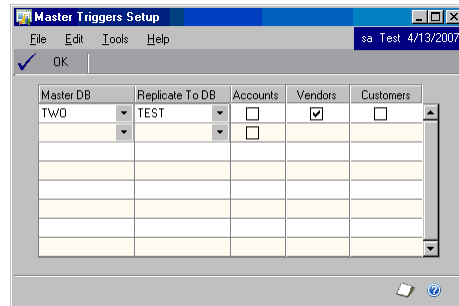 Master Triggers Setup
File Edit Tools Help
sa Test 4/13/2007
OK
Master DB Replicate To DB Accounts Vendors Customers
TWO TEST